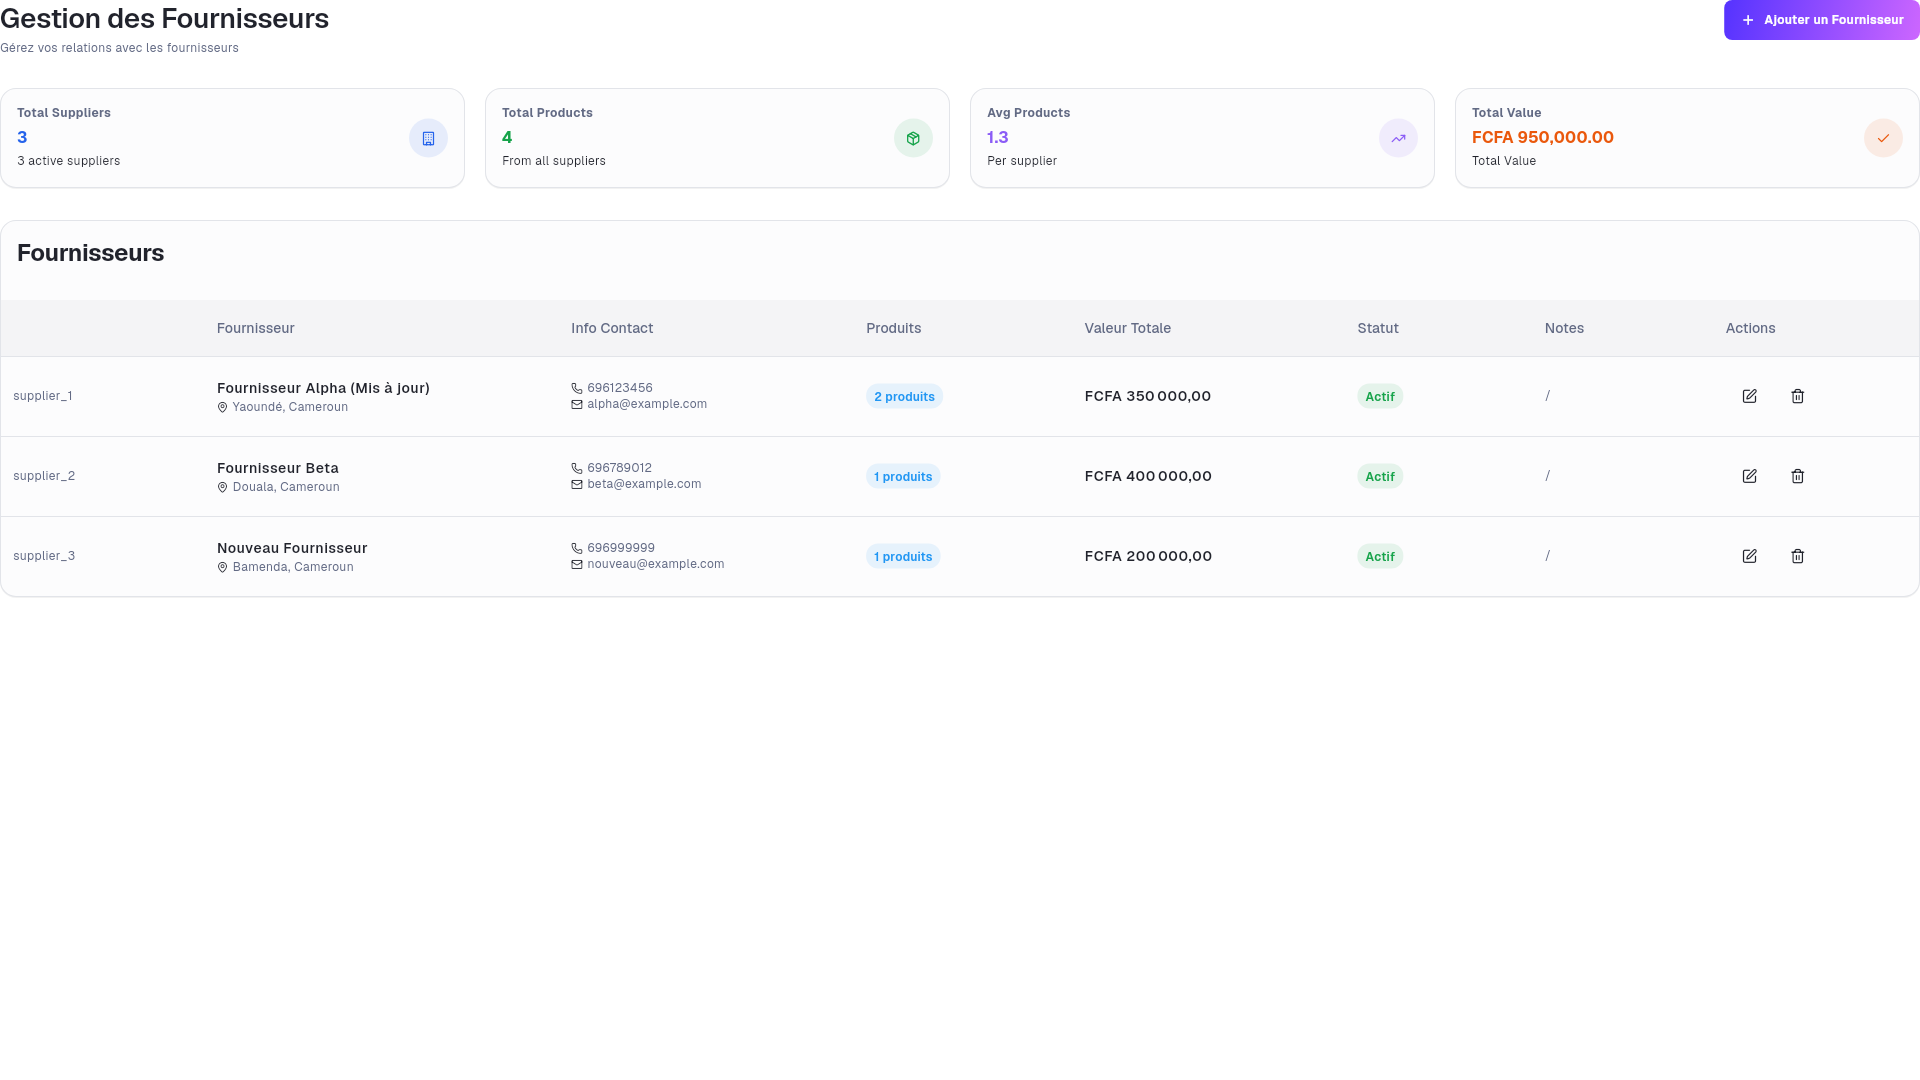 Gestion des Fournisseurs
Gérez vos relations avec les fournisseurs
Ajouter un Fournisseur
Total Suppliers
3
3 active suppliers
Total Products
4
From all suppliers
Avg Products
1.3
Per supplier
Total Value
FCFA 950,000.00
Total Value
Fournisseurs
Fournisseur Info Contact Produits Valeur Totale Statut Notes Actions
supplier_1
Fournisseur Alpha (Mis à jour)
Yaoundé, Cameroun
696123456
alpha@example.com
2 produits
FCFA 350 000,00
Actif
/
supplier_2
Fournisseur Beta
Douala, Cameroun
696789012
beta@example.com
1 produits
FCFA 400 000,00
Actif
/
supplier_3
Nouveau Fournisseur
Bamenda, Cameroun
696999999
nouveau@example.com
1 produits
FCFA 200 000,00
Actif
/